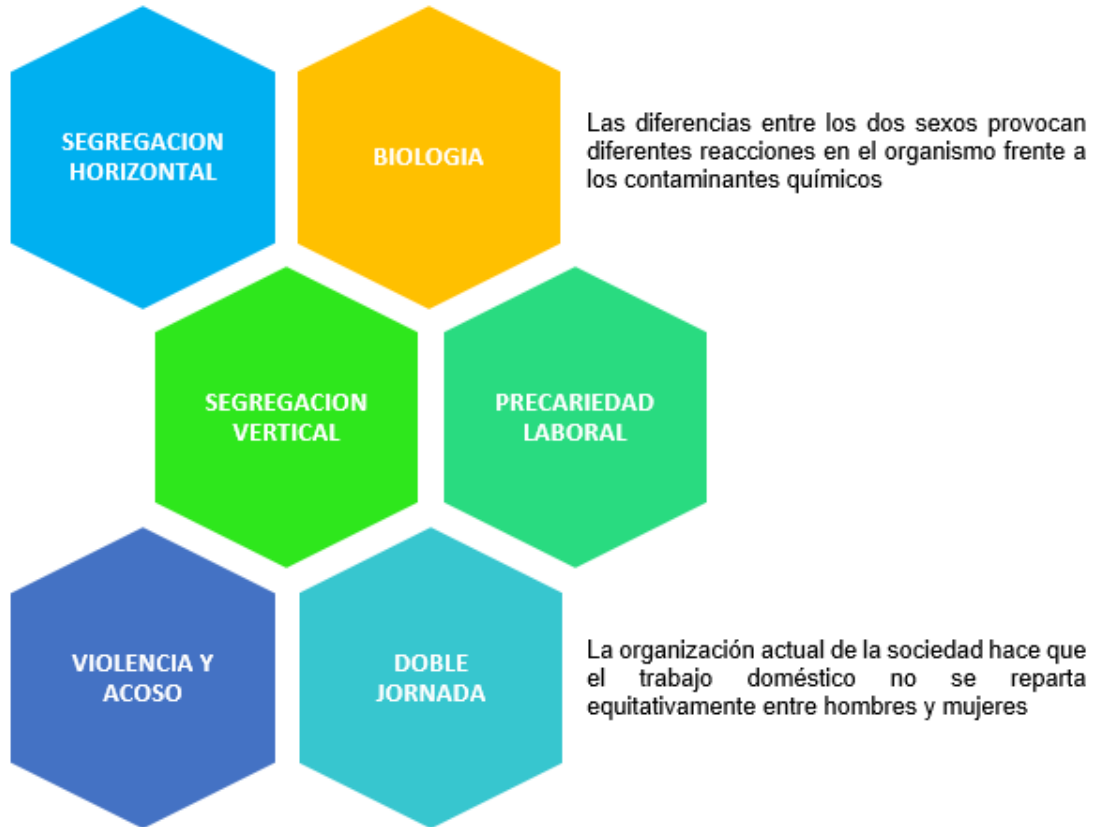 SEGREGACION
HORIZONTAL
BIOLOGIA
Las diferencias entre los dos sexos provocan
diferentes reacciones en el organismo frente a
los contaminantes químicos
SEGREGACION
VERTICAL
PRECARIEDAD
LABORAL
VIOLENCIA Y
ACOSO
DOBLE
JORNADA
La organización actual de la sociedad hace que
el trabajo doméstico no se reparta
equitativamente entre hombres y mujeres